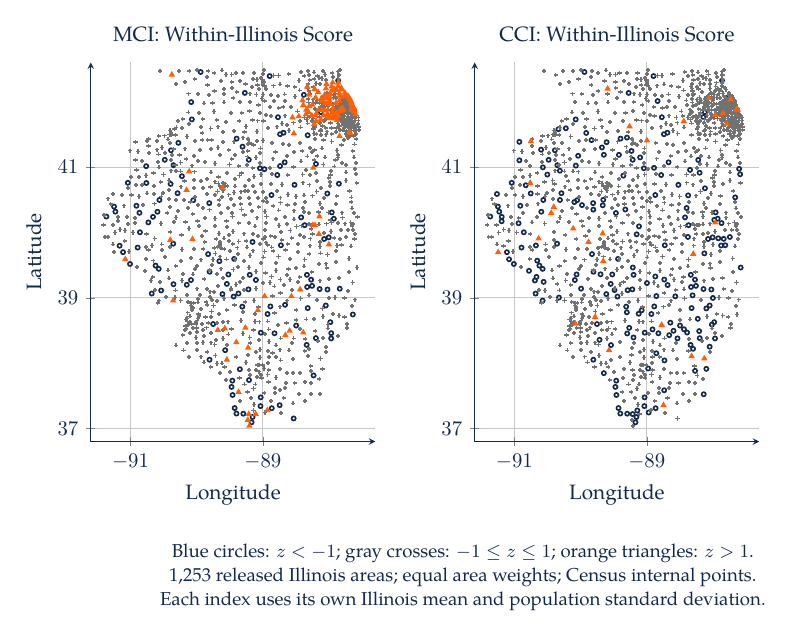 MCI: Within-Illinois Score
CCI: Within-Illinois Score
41
39
37
−91
−89
Latitude
Longitude
41
39
37
−91
−89
Latitude
Longitude
Blue circles: z < −1; gray crosses: −1 ≤ z ≤ 1; orange triangles: z > 1.
1,253 released Illinois areas; equal area weights; Census internal points.
Each index uses its own Illinois mean and population standard deviation.